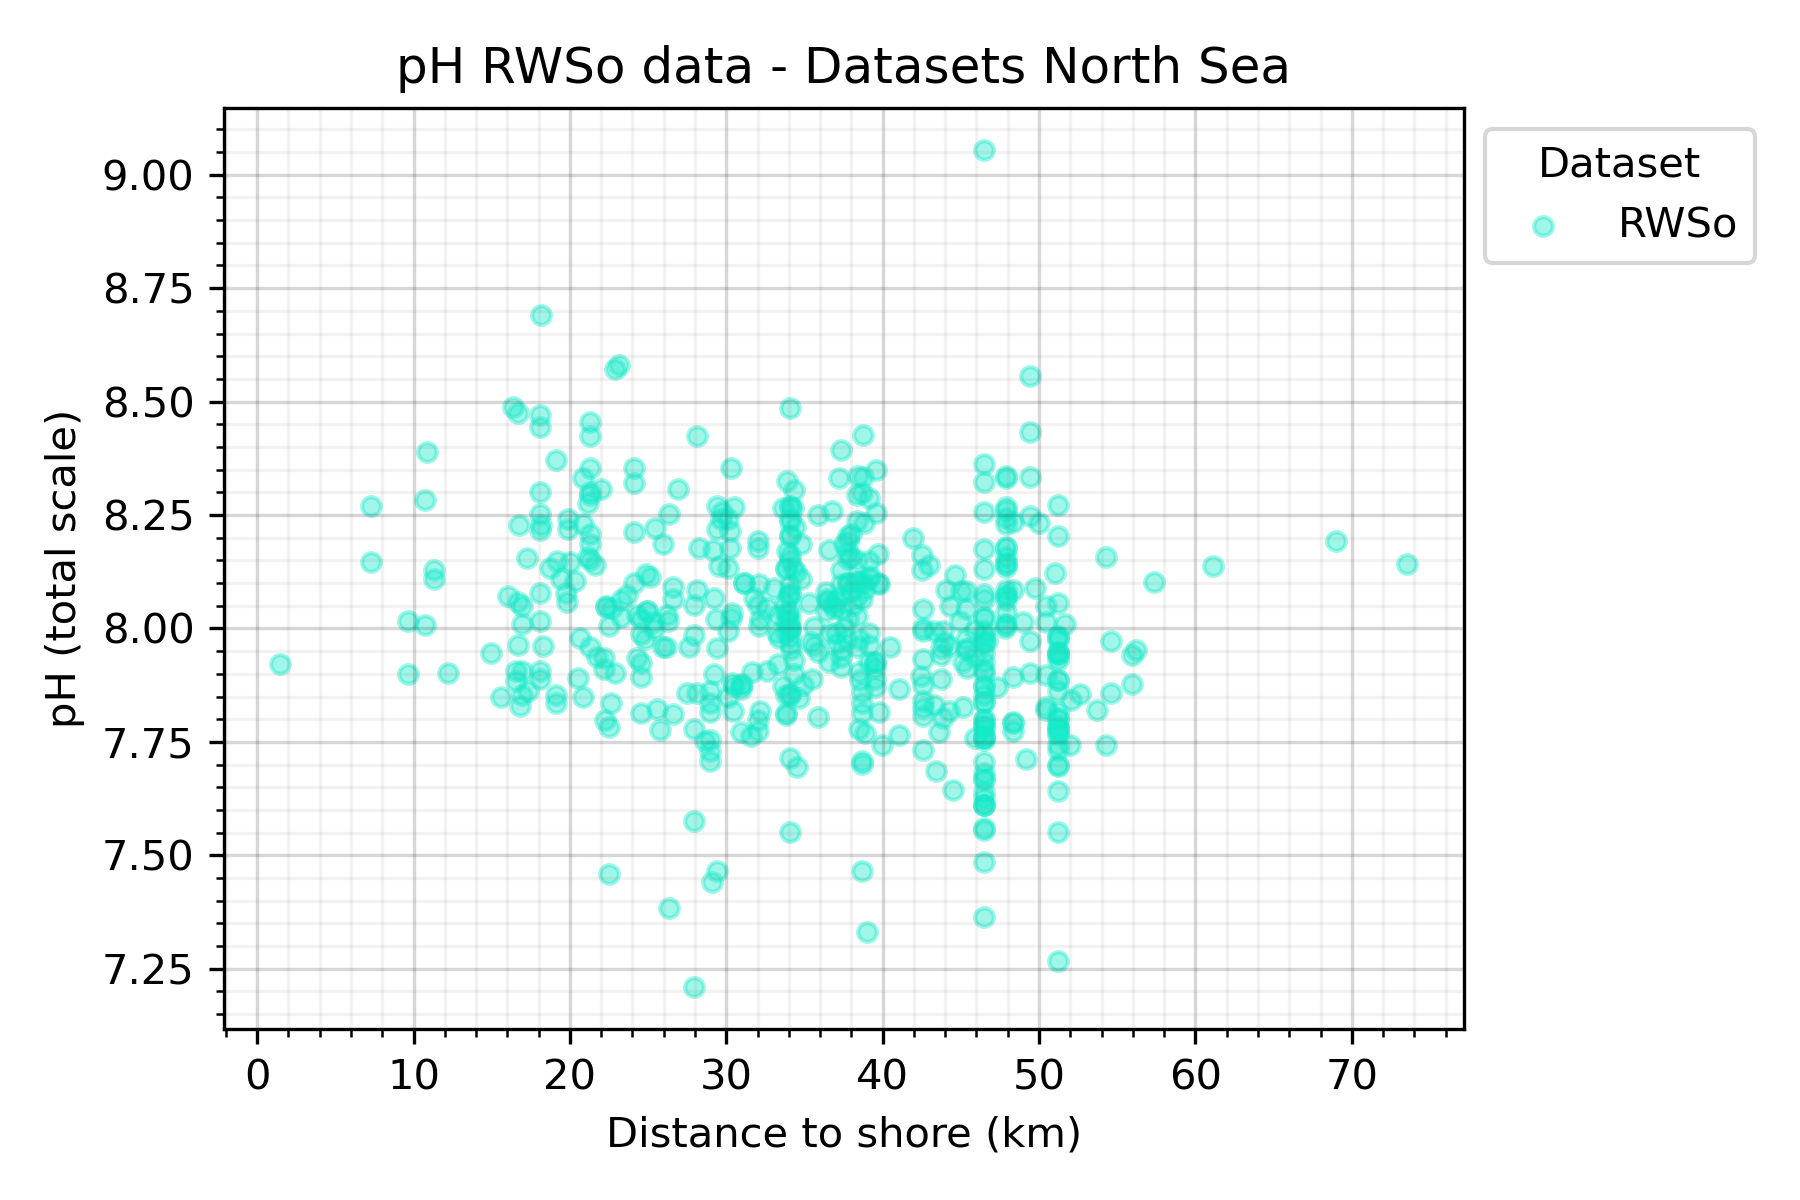 pH RWSo data - Datasets North Sea
Dataset
RWSo
pH (total scale)
9.00
8.75
8.50
8.25
8.00
7.75
7.50
7.25
0 10 20 30 40 50 60 70
Distance to shore (km)